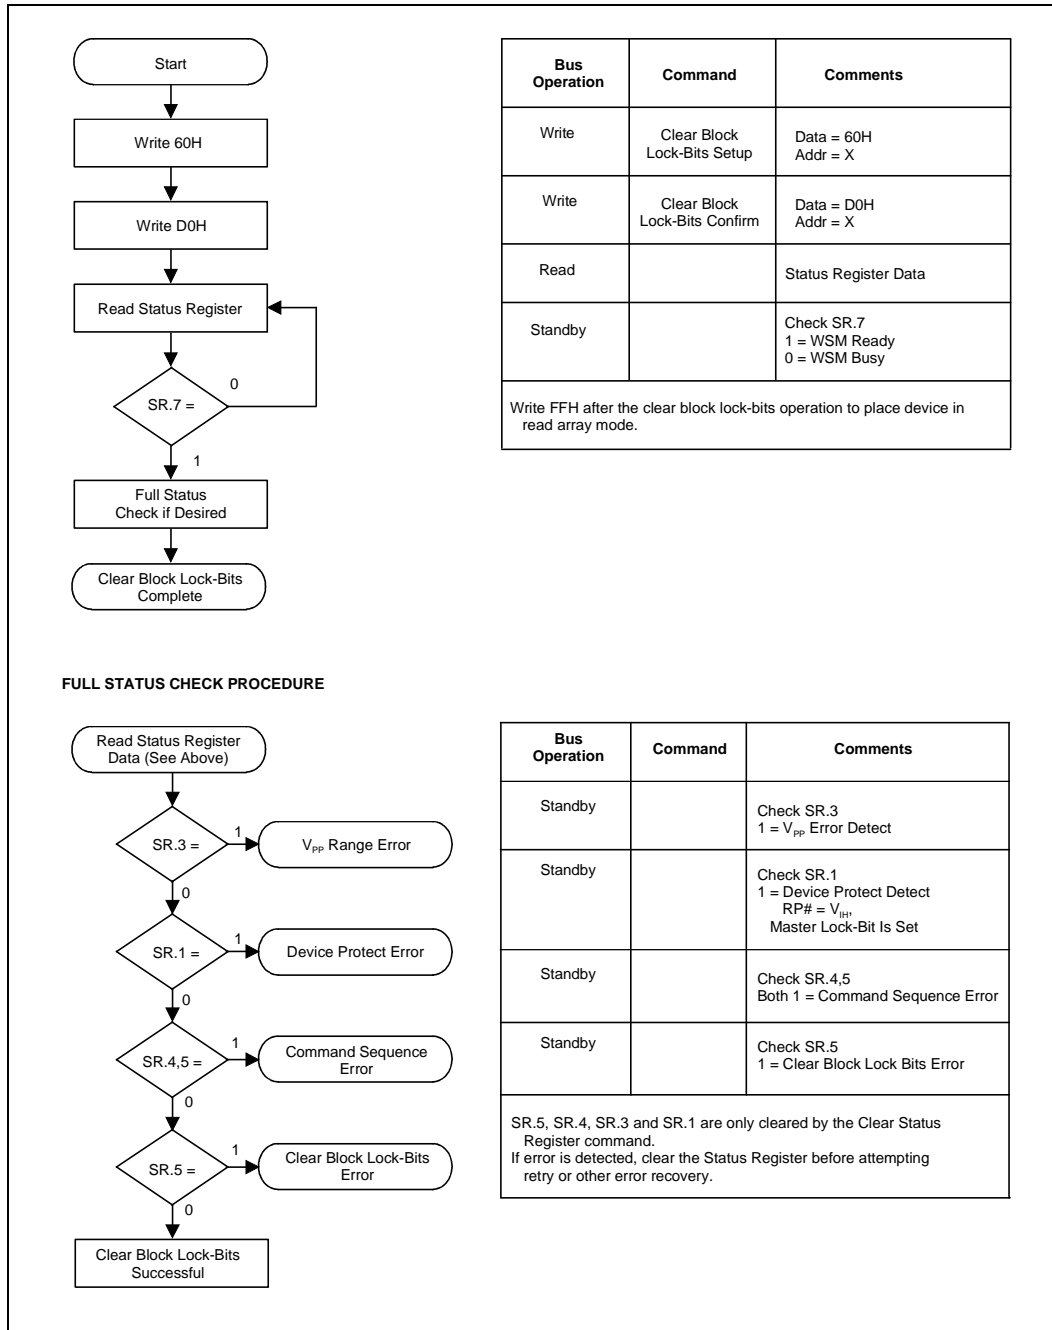 Start
Write 60H
Write D0H
Read Status Register
SR.7 =
0
1
Full Status
Check if Desired
Clear Block Lock-Bits
Complete
Bus
Operation
Command
Comments
Write
Clear Block
Lock-Bits Setup
Data = 60H
Addr = X
Write
Clear Block
Lock-Bits Confirm
Data = D0H
Addr = X
Read
Status Register Data
Standby
Check SR.7
1 = WSM Ready
0 = WSM Busy
Write FFH after the clear block lock-bits operation to place device in
read array mode.
FULL STATUS CHECK PROCEDURE
Read Status Register
Data (See Above)
SR.3 =
1
VPP Range Error
0
SR.1 =
1
Device Protect Error
0
SR.4,5 =
1
Command Sequence
Error
0
SR.5 =
1
Clear Block Lock-Bits
Error
0
Clear Block Lock-Bits
Successful
Bus
Operation
Command
Comments
Standby
Check SR.3
1 = VPP Error Detect
Standby
Check SR.1
1 = Device Protect Detect
RP# = VIH,
Master Lock-Bit Is Set
Standby
Check SR.4,5
Both 1 = Command Sequence Error
Standby
Check SR.5
1 = Clear Block Lock Bits Error
SR.5, SR.4, SR.3 and SR.1 are only cleared by the Clear Status
Register command.
If error is detected, clear the Status Register before attempting
retry or other error recovery.